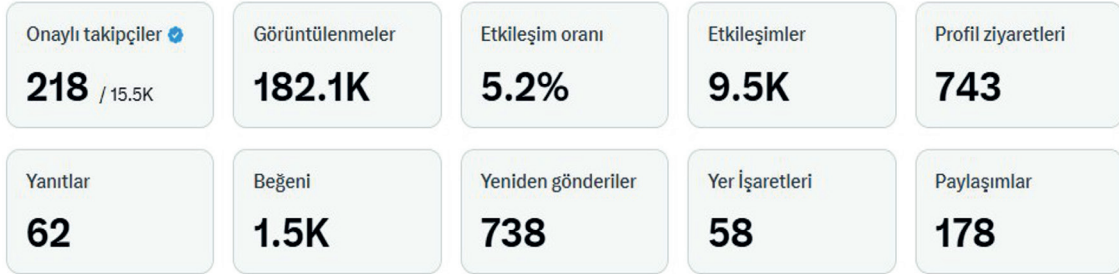 Onaylı takipçiler
218 / 15.5K
Görüntülenmeler
182.1K
Etkileşim oranı
5.2%
Etkileşimler
9.5K
Profil ziyaretleri
743
Yanıtlar
62
Beğeni
1.5K
Yeniden gönderiler
738
Yer İşaretleri
58
Paylaşımlar
178